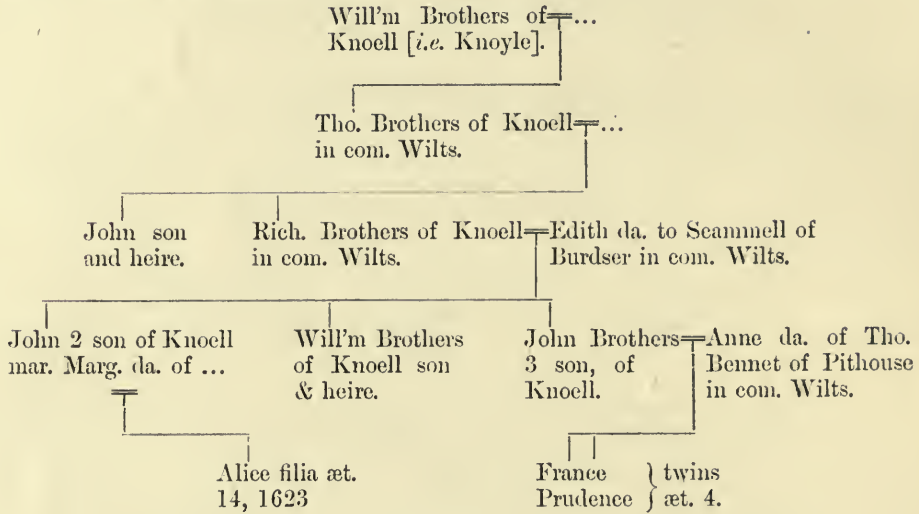 Will'm Brothers of=...
Knoell [i.e. Knoyle].
Tho. Brothers of Knoell=...
in com. Wilts.
John son
and heire.
Rich. Brothers of Knoell=Edith da. to Scammell of
in com. Wilts.
Burdser in com. Wilts.
John 2 son of Knoell
mar. Marg. da. of ...
Will'm Brothers
of Knoell son
& heire.
John Brothers=Anne da. of Tho.
3 son, of
Knoell.
Bennet of Pithouse
in com. Wilts.
Alice filia æt.
14, 1623
France
Prudence
} twins
æt. 4.